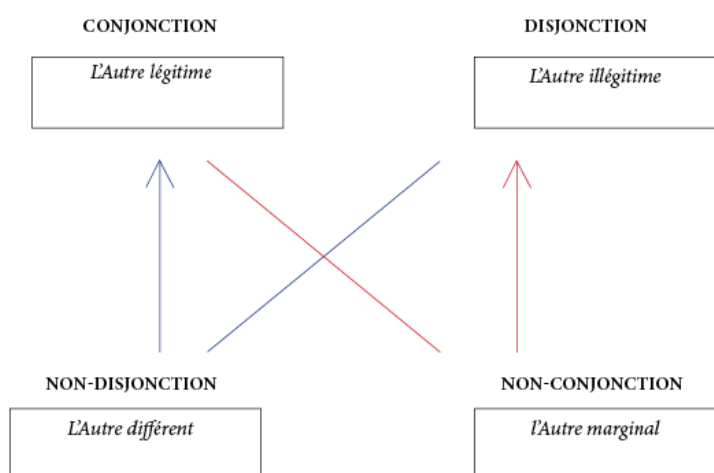 CONJONCTION
DISJONCTION
L'Autre légitime
L'Autre illégitime
NON-DISJONCTION
NON-CONJONCTION
L'Autre différent
l'Autre marginal